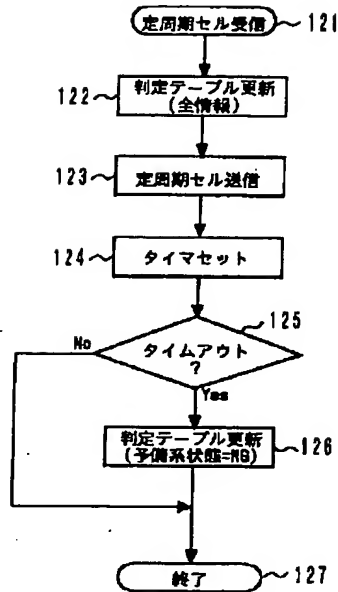 定周期セル受信 121
122 判定テーブル更新
(全情報)
123 定周期セル送信
124 タイマセット
125
タイムアウト
?
No
Yes
判定テーブル更新
(予備系状態=NG) 126
終了 127